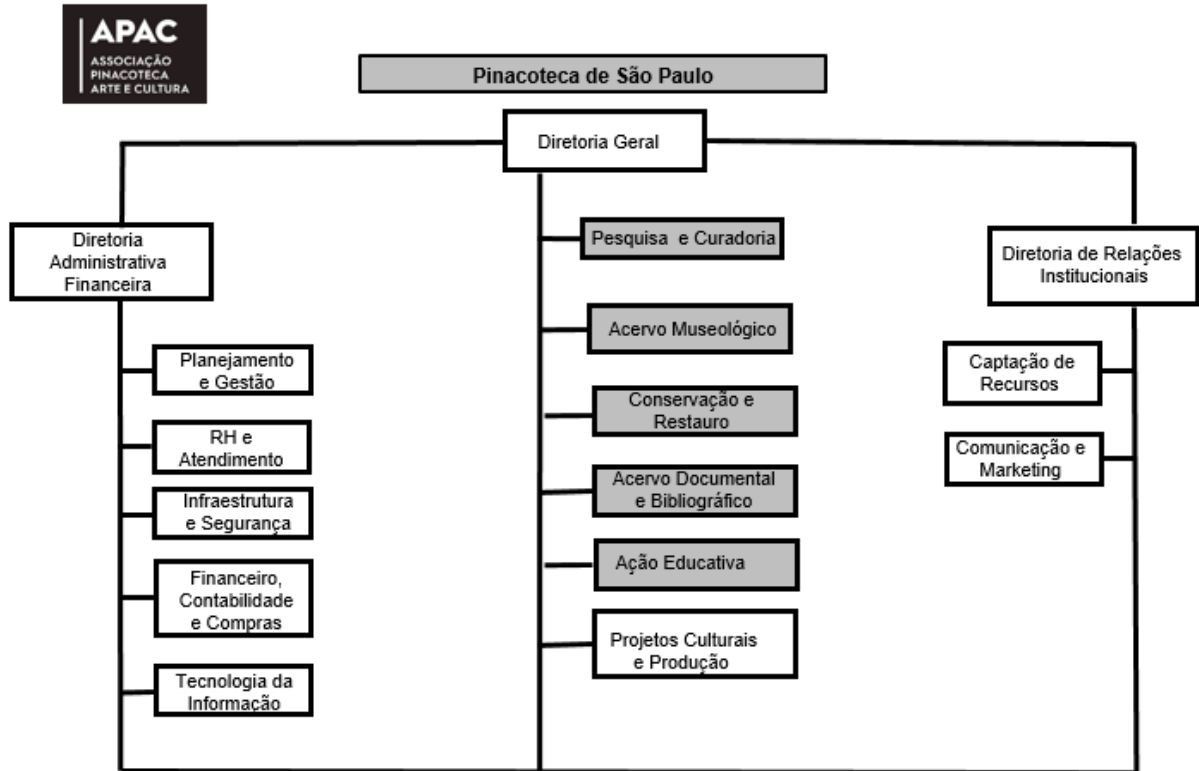 APAC
ASSOCIAÇÃO
PINACOTECA
ARTE E CULTURA
Pinacoteca de São Paulo
Diretoria Geral
Diretoria
Administrativa
Financeira
Planejamento
e Gestão
RH e
Atendimento
Infraestrutura
e Segurança
Financeiro,
Contabilidade
e Compras
Tecnologia da
Informação
Pesquisa e Curadoria
Acervo Museológico
Conservação e
Restauro
Acervo Documental
e Bibliográfico
Ação Educativa
Projetos Culturais
e Produção
Diretoria de Relações
Institucionais
Captação de
Recursos
Comunicação e
Marketing